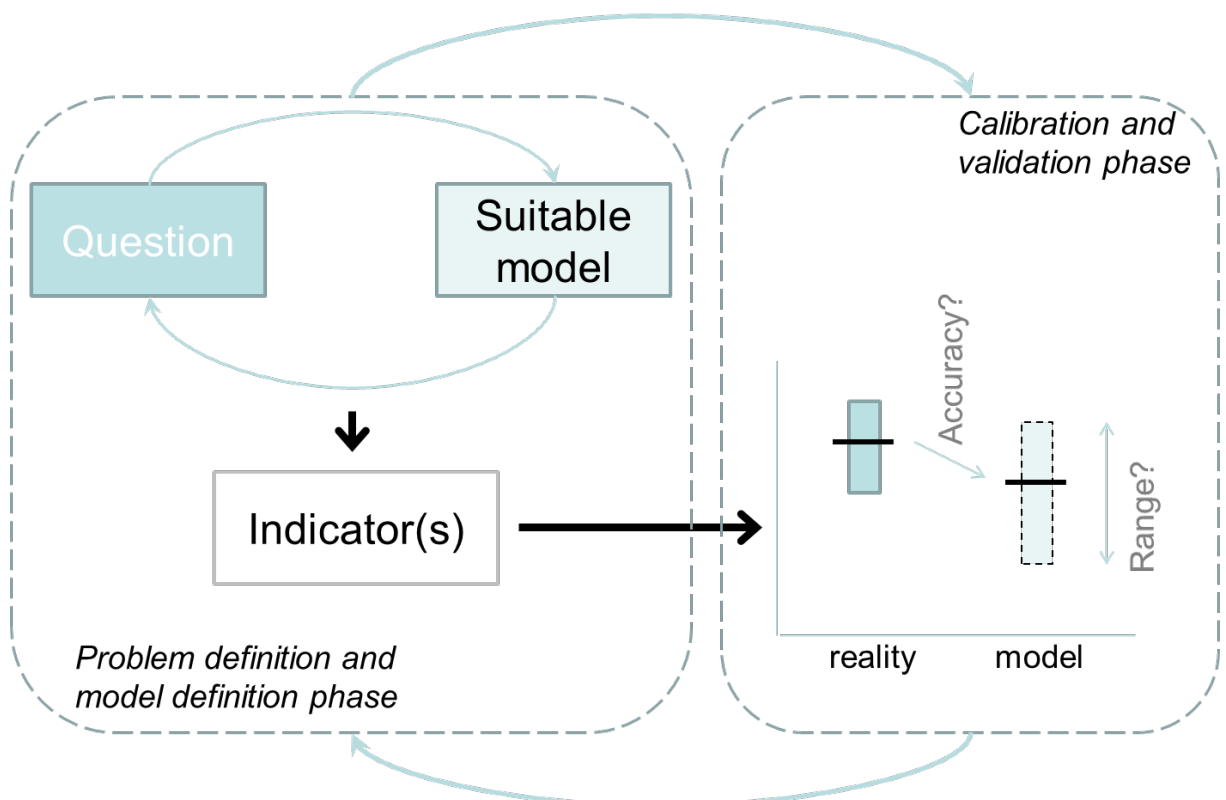 Calibration and
validation phase
Question
Suitable
model
Accuracy?
Range?
Indicator(s)
reality
model
Problem definition and
model definition phase